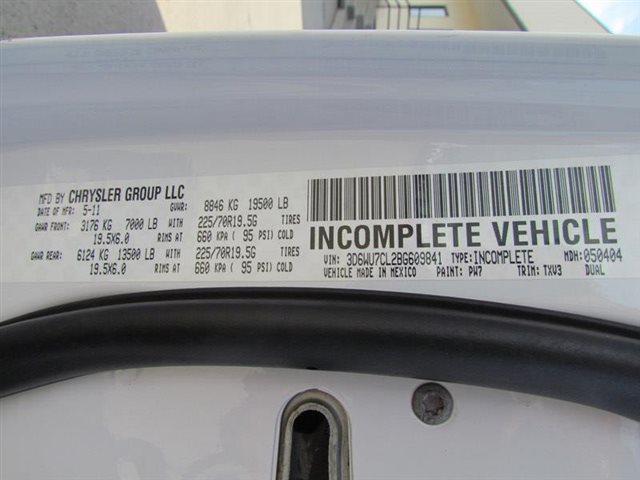 MFD BY CHRYSLER GROUP LLC
DATE OF MFR: 5-11 GVWR: 8846 KG 19500 LB
GAWR FRONT: 3176 KG 7000 LB WITH 225/70R19.5G TIRES
19.5X6.0 RIMS AT 660 KPA ( 95 PSI) COLD
GAWR REAR: 6124 KG 13500 LB WITH 225/70R19.5G TIRES
19.5X6.0 RIMS AT 660 KPA ( 95 PSI) COLD
INCOMPLETE VEHICLE
VIN: 3D6WU7CL2BG609841 TYPE: INCOMPLETE MDH: 050404
VEHICLE MADE IN MEXICO PAINT: PW7 TRIM: TXV3 DUAL